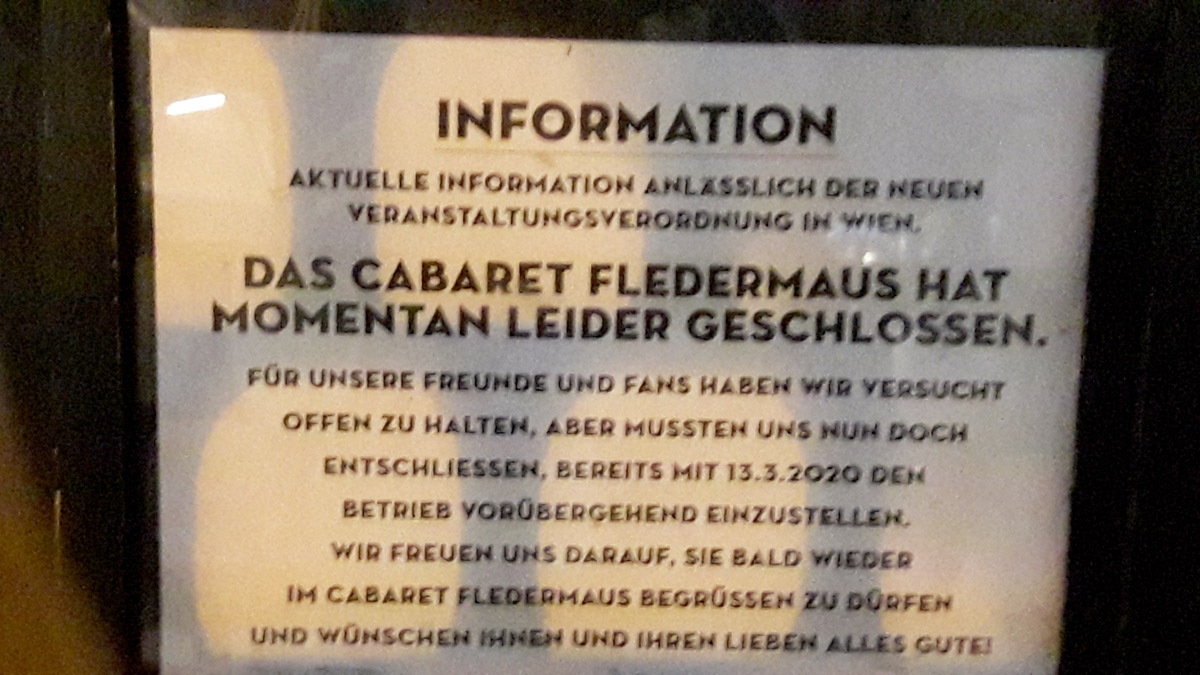 INFORMATION
AKTUELLE INFORMATION ANLÄSSLICH DER NEUEN
VERANSTALTUNGSVERORDNUNG IN WIEN.
DAS CABARET FLEDERMAUS HAT
MOMENTAN LEIDER GESCHLOSSEN.
FÜR UNSERE FREUNDE UND FANS HABEN WIR VERSUCHT
OFFEN ZU HALTEN, ABER MUSSTEN UNS NUN DOCH
ENTSCHLIESSEN, BEREITS MIT 13.3.2020 DEN
BETRIEB VORÜBERGEHEND EINZUSTELLEN.
WIR FREUEN UNS DARAUF, SIE BALD WIEDER
IM CABARET FLEDERMAUS BEGRÜSSEN ZU DÜRFEN
UND WÜNSCHEN IHNEN UND IHREN LIEBEN ALLES GUTE!